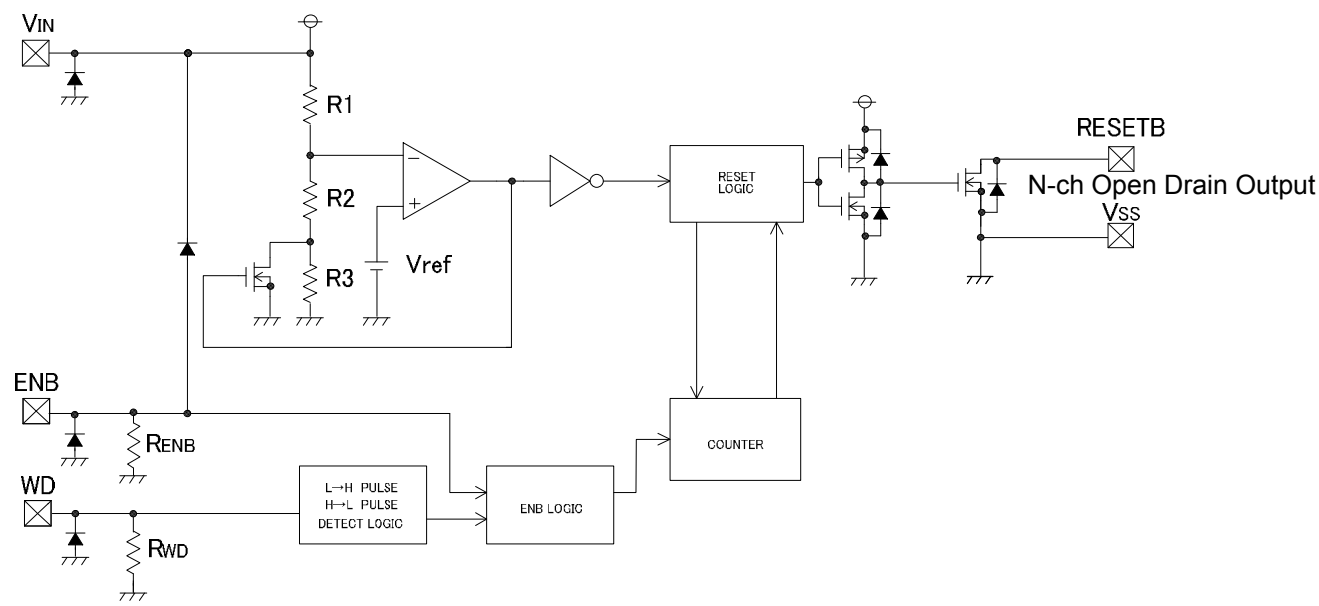 VIN
R1
R2
R3
Vref
RESET
LOGIC
RESETB
N-ch Open Drain Output
VSS
ENB
RENB
WD
RWD
L→H PULSE
H→L PULSE
DETECT LOGIC
ENB LOGIC
COUNTER